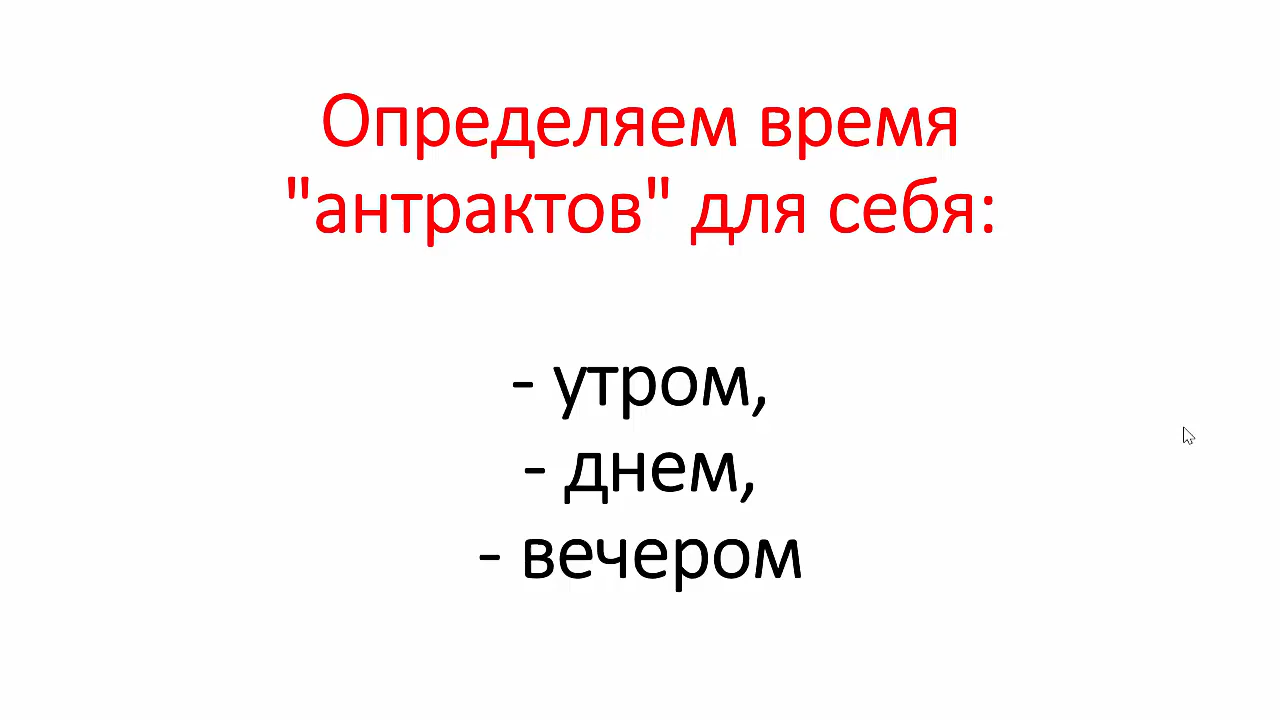 Определяем время
"антрактов" для себя:
- утром,
- днем,
- вечером